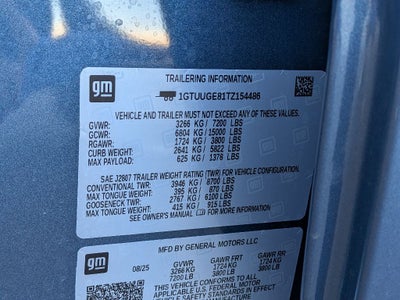 gm
TRAILERING INFORMATION
1GTUUGE81TZ154486
VEHICLE AND TRAILER MUST NOT EXCEED ANY OF THESE:
GVWR: 3266 KG/ 7200 LBS
GCWR: 6804 KG/ 15000 LBS
RGAWR: 1724 KG/ 3800 LBS
CURB WEIGHT: 2641 KG/ 5822 LBS
MAX PAYLOAD: 625 KG/ 1378 LBS
SAE J2807 TRAILER WEIGHT RATING (TWR) FOR VEHICLE CONFIGURATION.
CONVENTIONAL TWR: 3946 KG/ 8700 LBS
MAX TONGUE WEIGHT: 395 KG/ 870 LBS
GOOSENECK TWR: 2767 KG/ 6100 LBS
MAX TONGUE WEIGHT: 415 KG/ 915 LBS
SEE OWNER'S MANUAL
gm
MFD BY GENERAL MOTORS LLC
08/25 GVWR GAWR FRT GAWR RR
3266 KG 1724 KG 1724 KG
7200 LB 3800 LB 3800 LB
THIS VEHICLE CONFORMS TO ALL
APPLICABLE U.S. FEDERAL MOTOR